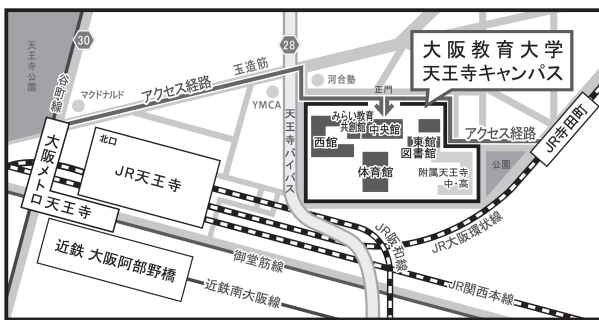 30
28
天王寺公園
谷町線
マクドナルド
アクセス経路
玉造筋
YMCA
河合塾
天王寺バイパス
大阪教育大学
天王寺キャンパス
正門
みらい教育
共創館
中央館
西館
東館
図書館
体育館
附属天王寺
中・高
アクセス経路
公園
JR寺田町
北口
JR天王寺
大阪メトロ天王寺
近鉄 大阪阿部野橋
御堂筋線
近鉄南大阪線
JR阪和線
JR大阪環状線
JR関西本線